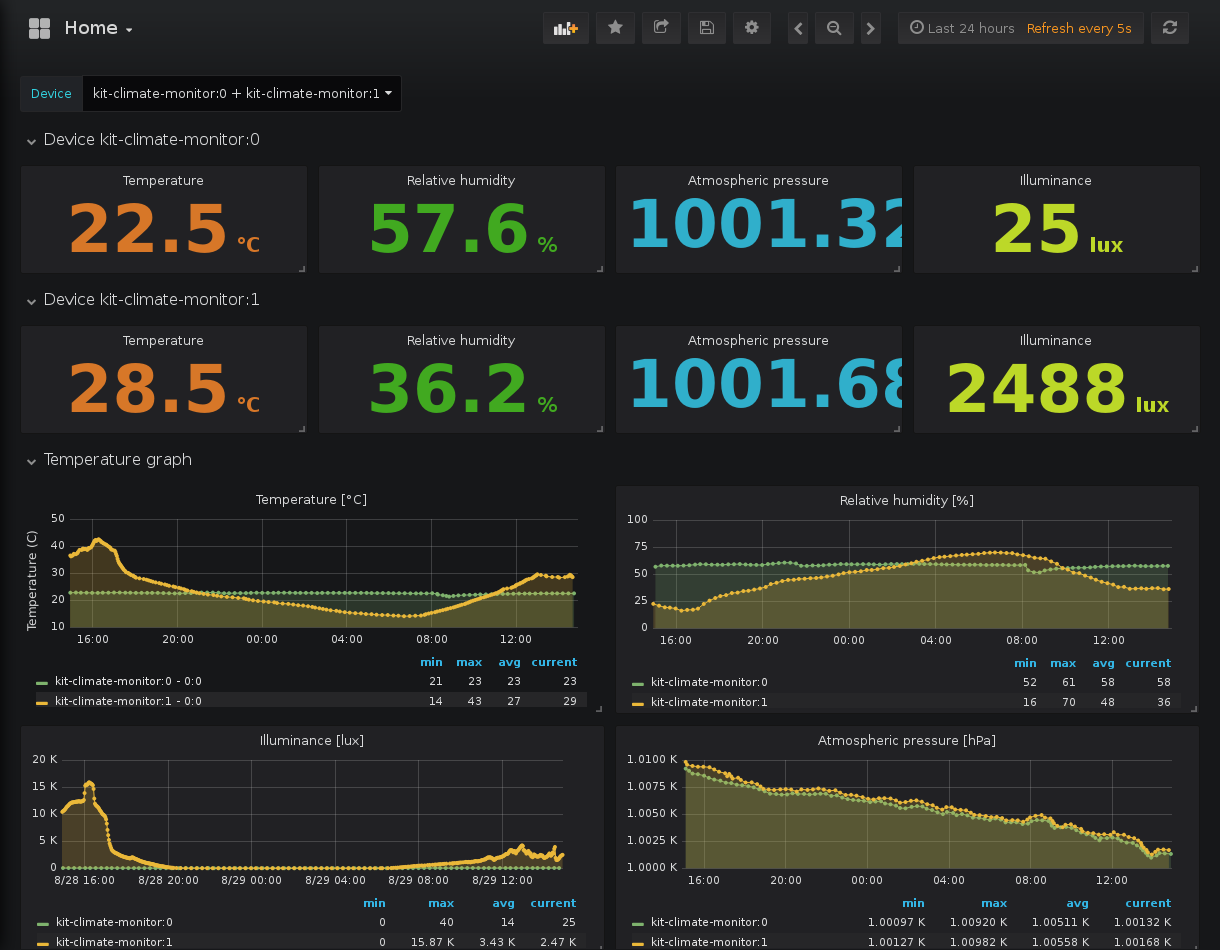 Home
Last 24 hours Refresh every 5s
Device kit-climate-monitor:0 + kit-climate-monitor:1
Device kit-climate-monitor:0
Temperature Relative humidity Atmospheric pressure Illuminance
22.5 °C 57.6 % 1001.32 25 lux
Device kit-climate-monitor:1
Temperature Relative humidity Atmospheric pressure Illuminance
28.5 °C 36.2 % 1001.68 2488 lux
Temperature graph
Temperature [°C]
Temperature (C)
50
40
30
20
10
16:00 20:00 00:00 04:00 08:00 12:00
min max avg current
kit-climate-monitor:0 - 0:0 21 23 23 23
kit-climate-monitor:1 - 0:0 14 43 27 29
Relative humidity [%]
100
75
50
25
0
16:00 20:00 00:00 04:00 08:00 12:00
min max avg current
kit-climate-monitor:0 52 61 58 58
kit-climate-monitor:1 16 70 48 36
Illuminance [lux]
20 K
15 K
10 K
5 K
0
8/28 16:00 8/28 20:00 8/29 00:00 8/29 04:00 8/29 08:00 8/29 12:00
min max avg current
kit-climate-monitor:0 0 40 14 25
kit-climate-monitor:1 0 15.87 K 3.43 K 2.47 K
Atmospheric pressure [hPa]
1.0100 K
1.0075 K
1.0050 K
1.0025 K
1.0000 K
16:00 20:00 00:00 04:00 08:00 12:00
min max avg current
kit-climate-monitor:0 1.00097 K 1.00920 K 1.00511 K 1.00132 K
kit-climate-monitor:1 1.00127 K 1.00982 K 1.00558 K 1.00168 K